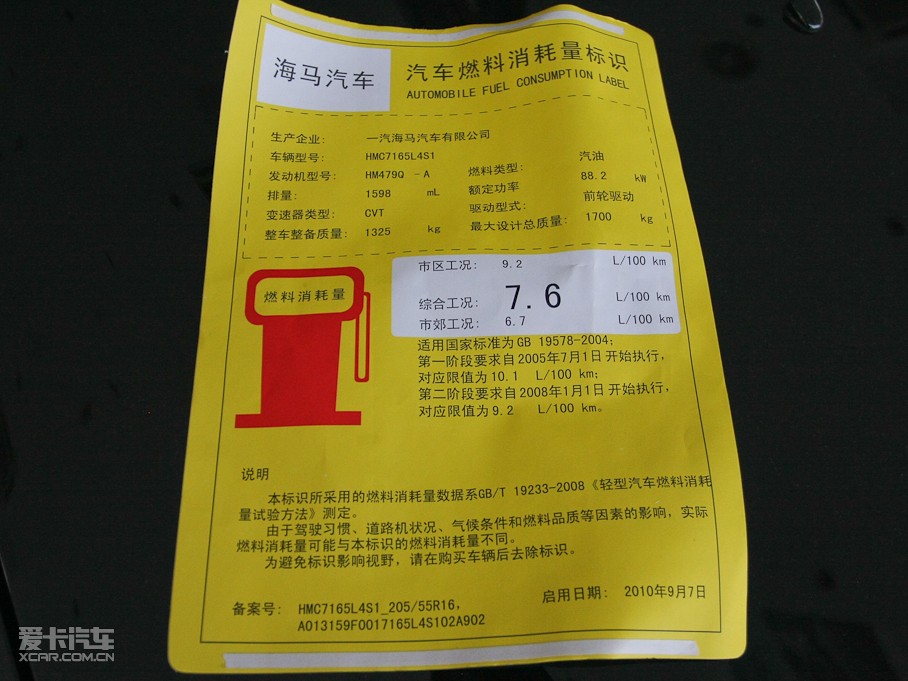 海马汽车
汽车燃料消耗量标识
AUTOMOBILE FUEL CONSUMPTION LABEL
生产企业: 一汽海马汽车有限公司
车辆型号: HMC7165L4S1
发动机型号: HM479Q -A 燃料类型: 汽油
排量: 1598 mL 额定功率 88.2 kW
变速器类型: CVT 驱动型式: 前轮驱动
整车整备质量: 1325 kg 最大设计总质量: 1700 kg
燃料消耗量
市区工况: 9.2 L/100 km
综合工况: 7.6 L/100 km
市郊工况: 6.7 L/100 km
适用国家标准为GB 19578-2004;
第一阶段要求自2005年7月1日开始执行,
对应限值为10.1 L/100 km;
第二阶段要求自2008年1月1日开始执行,
对应限值为9.2 L/100 km。
说明
本标识所采用的燃料消耗量数据系GB/T 19233-2008《轻型汽车燃料消耗
量试验方法》测定。
由于驾驶习惯、道路机状况、气候条件和燃料品质等因素的影响,实际
燃料消耗量可能与本标识的燃料消耗量不同。
为避免标识影响视野,请在购买车辆后去除标识。
备案号: HMC7165L4S1_205/55R16,
A013159F0017165L4S102A902
启用日期: 2010年9月7日
爱卡汽车
XCAR.COM.CN